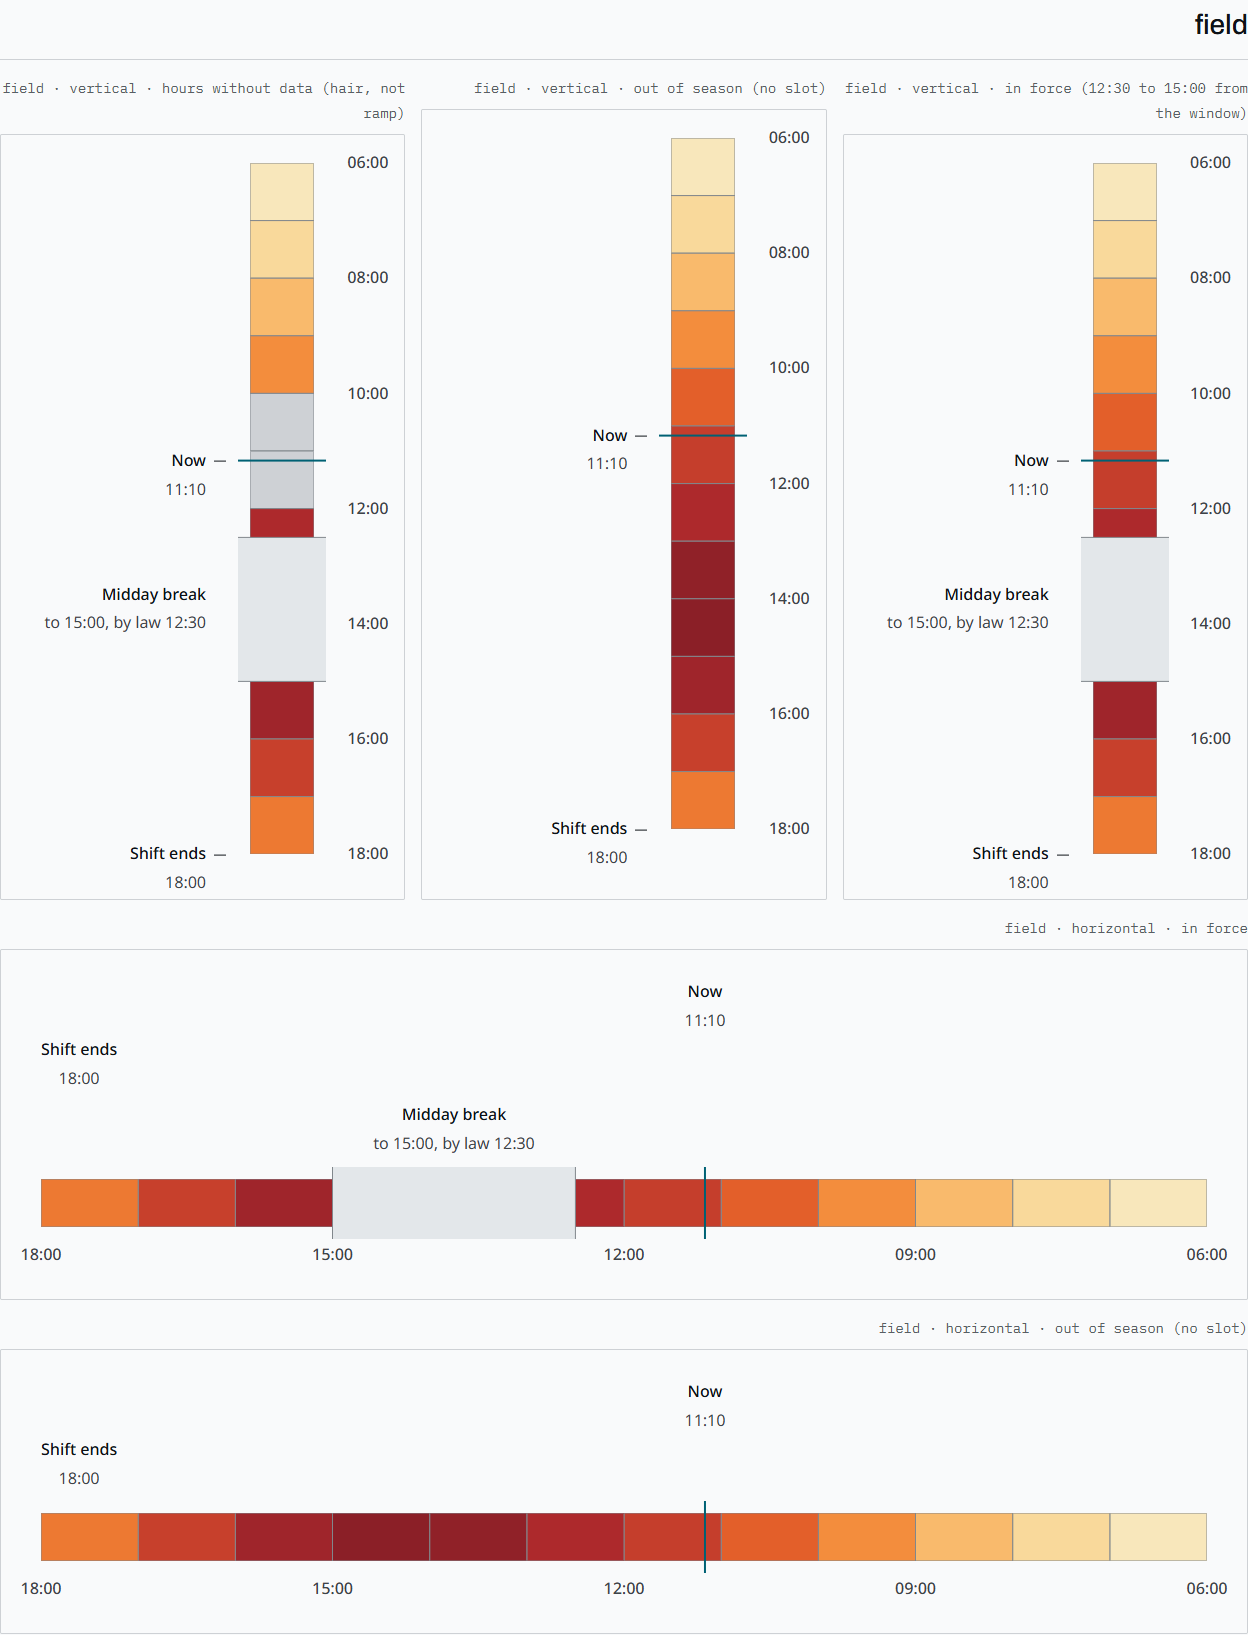 field
field · vertical · hours without data (hair, not
ramp)
06:00
08:00
10:00
Now
11:10
12:00
Midday break
to 15:00, by law 12:30
14:00
16:00
Shift ends
18:00
18:00
field · vertical · out of season (no slot)
06:00
08:00
10:00
Now
11:10
12:00
14:00
16:00
Shift ends
18:00
18:00
field · vertical · in force (12:30 to 15:00 from
the window)
06:00
08:00
10:00
Now
11:10
12:00
Midday break
to 15:00, by law 12:30
14:00
16:00
Shift ends
18:00
18:00
field · horizontal · in force
Now
11:10
Shift ends
18:00
Midday break
to 15:00, by law 12:30
18:00 15:00 12:00 09:00 06:00
field · horizontal · out of season (no slot)
Now
11:10
Shift ends
18:00
18:00 15:00 12:00 09:00 06:00